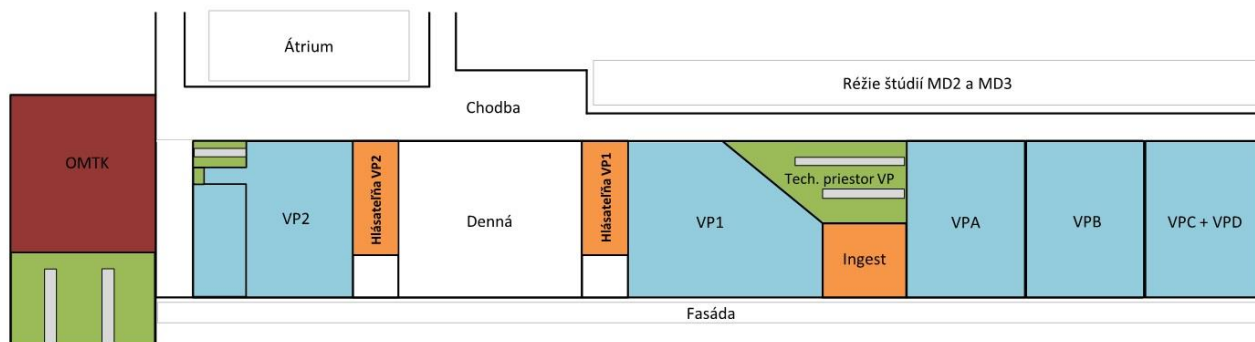 Átrium
Réžie štúdií MD2 a MD3
Chodba
OMTK
VP2
Hlásateľňa VP2
Denná
Hlásateľňa VP1
VP1
Tech. priestor VP
Ingest
VPA
VPB
VPC + VPD
Fasáda